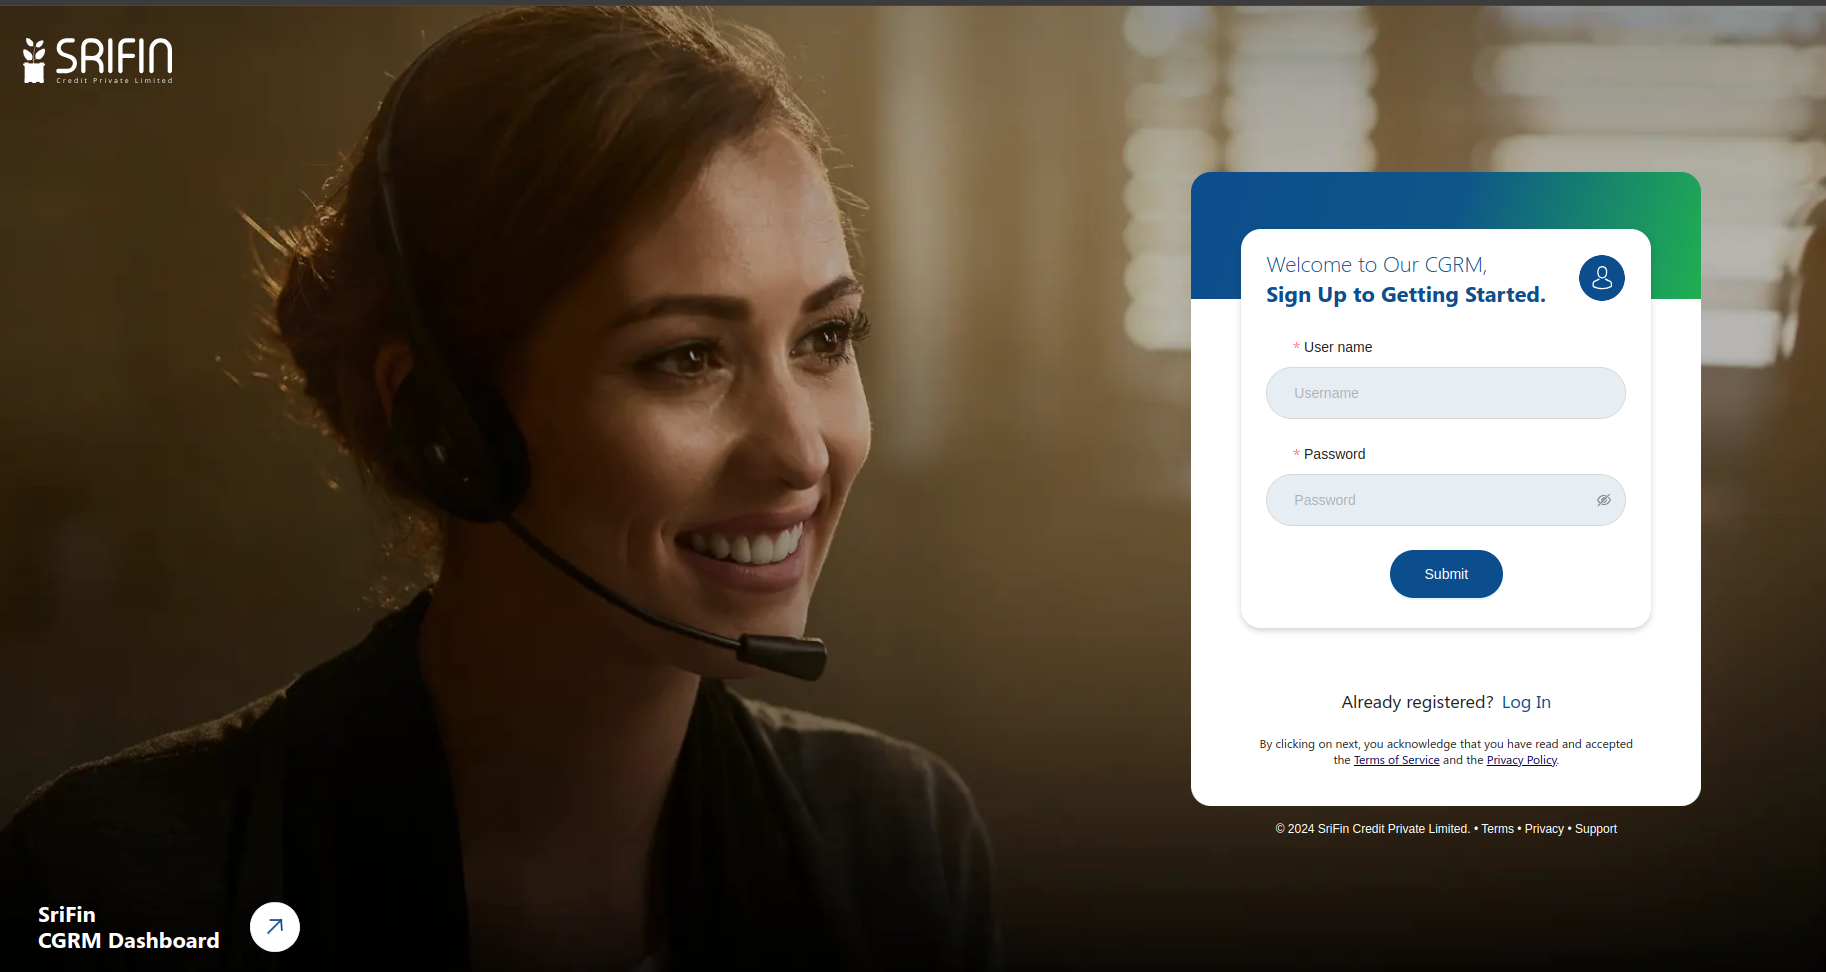 SRIFIN
Credit Private Limited
Welcome to Our CGRM,
Sign Up to Getting Started.
* User name
Username
* Password
Password
Submit
Already registered? Log In
By clicking on next, you acknowledge that you have read and accepted
the Terms of Service and the Privacy Policy.
© 2024 SriFin Credit Private Limited. • Terms • Privacy • Support
SriFin
CGRM Dashboard